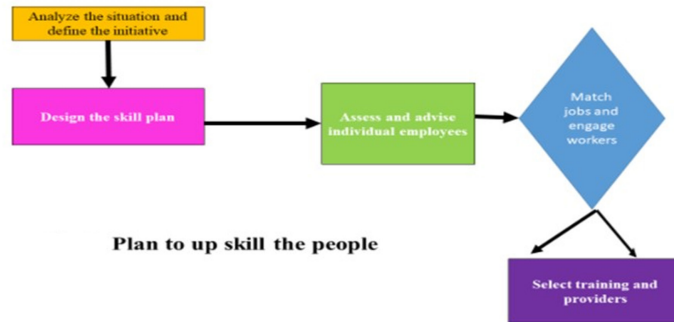 Analyze the situation and
define the initiative
Design the skill plan
Assess and advise
individual employees
Match
jobs and
engage
workers
Plan to up skill the people
Select training and
providers